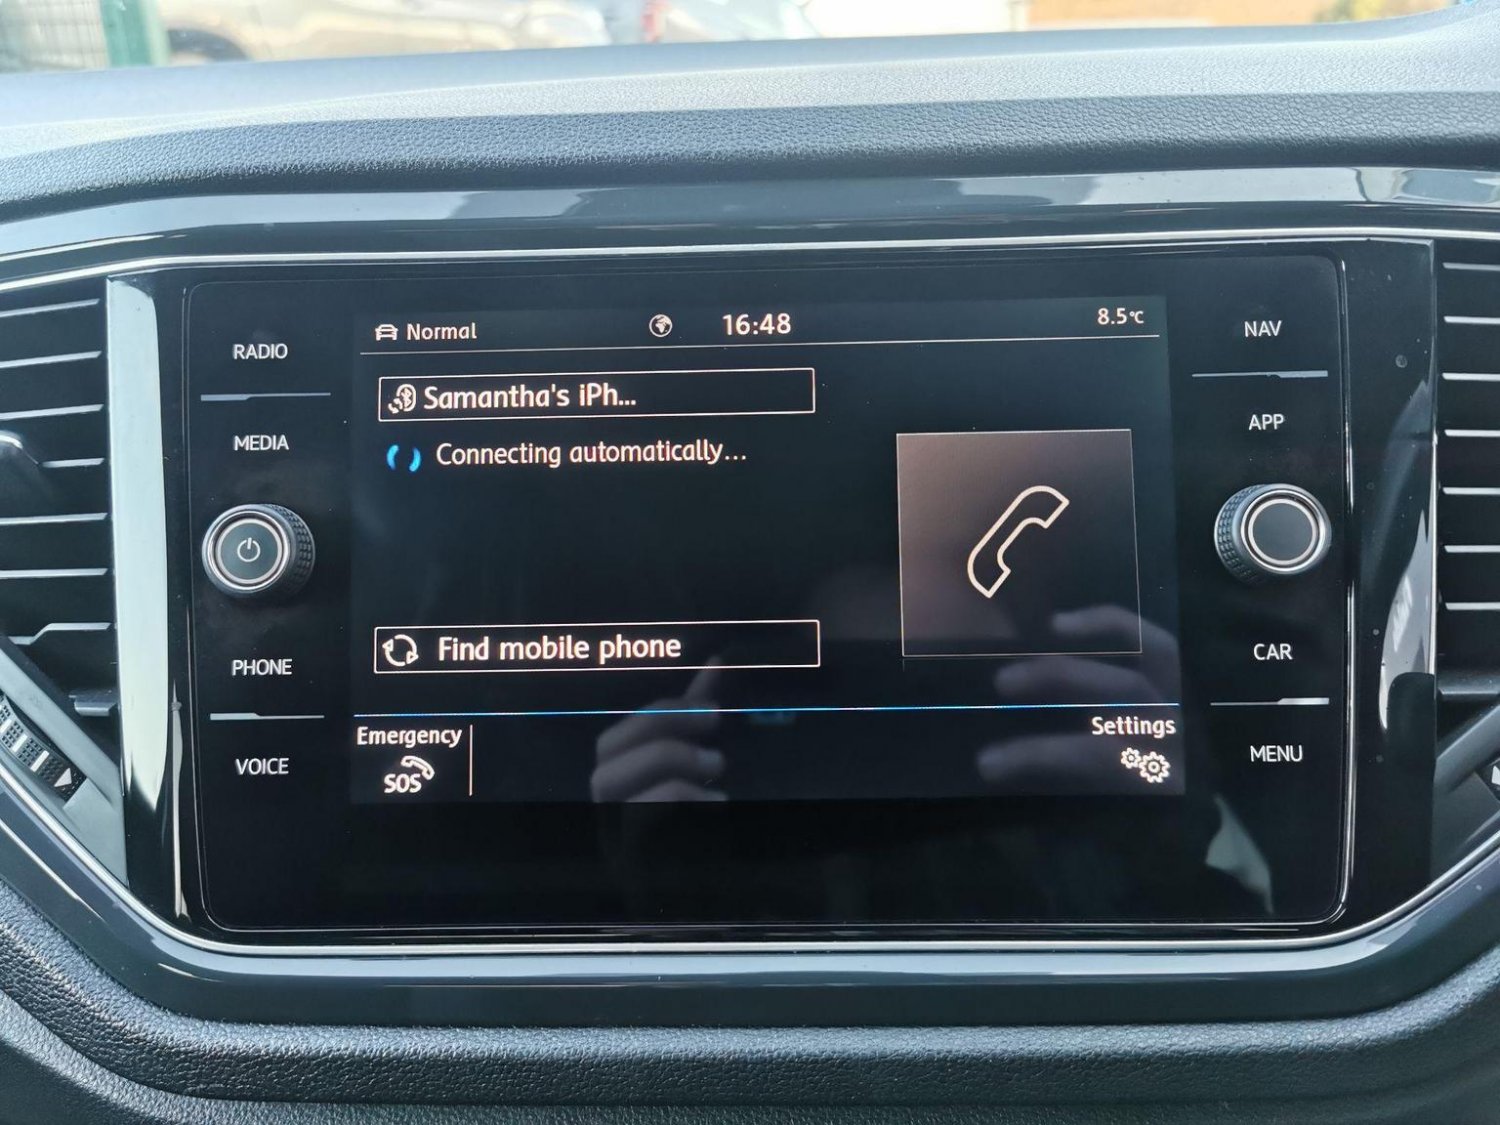 RADIO
MEDIA
PHONE
VOICE
Normal
16:48
8.5°C
Samantha's iPh...
Connecting automatically...
Find mobile phone
Emergency
SOS
Settings
NAV
APP
CAR
MENU